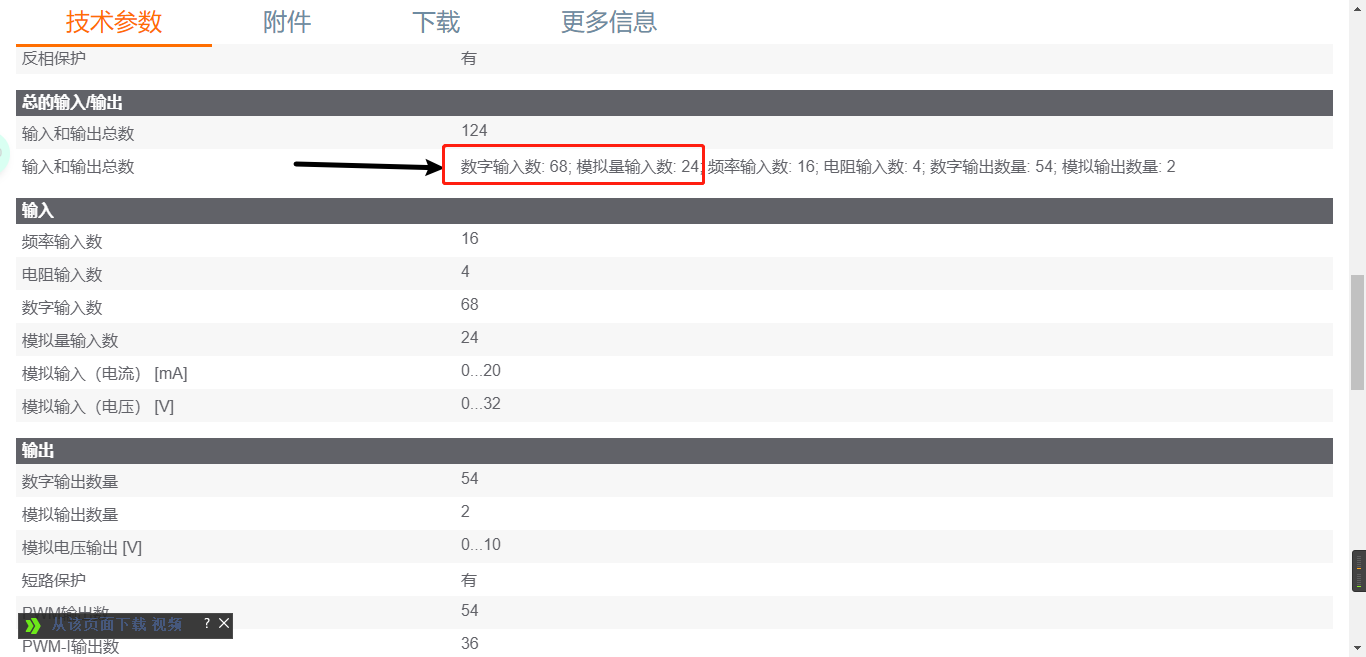 技术参数 附件 下载 更多信息
反相保护 有
总的输入/输出
输入和输出总数 124
输入和输出总数 数字输入数: 68; 模拟量输入数: 24; 频率输入数: 16; 电阻输入数: 4; 数字输出数量: 54; 模拟输出数量: 2
输入
频率输入数 16
电阻输入数 4
数字输入数 68
模拟量输入数 24
模拟输入（电流） [mA] 0...20
模拟输入（电压） [V] 0...32
输出
数字输出数量 54
模拟输出数量 2
模拟电压输出 [V] 0...10
短路保护 有
PWM输出数 54
从该页面下载 视频 ? ×
PWM-I输出数 36